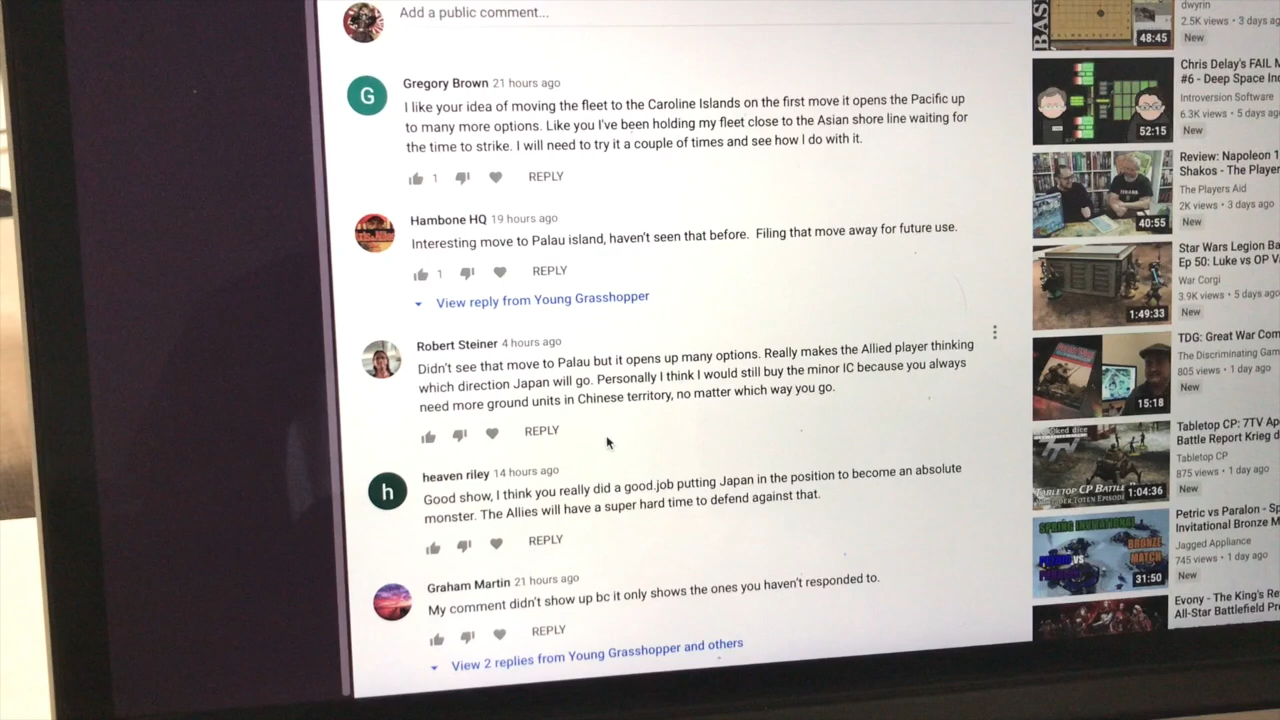 Add a public comment...
G
Gregory Brown 21 hours ago
I like your idea of moving the fleet to the Caroline Islands on the first move it opens the Pacific up
to many more options. Like you I've been holding my fleet close to the Asian shore line waiting for
the time to strike. I will need to try it a couple of times and see how I do with it.
1 REPLY
Hambone HQ 19 hours ago
Interesting move to Palau island, haven't seen that before. Filing that move away for future use.
1 REPLY
View reply from Young Grasshopper
Robert Steiner 4 hours ago
Didn't see that move to Palau but it opens up many options. Really makes the Allied player thinking
which direction Japan will go. Personally I think I would still buy the minor IC because you always
need more ground units in Chinese territory, no matter which way you go.
REPLY
h
heaven riley 14 hours ago
Good show, I think you really did a good.job putting Japan in the position to become an absolute
monster. The Allies will have a super hard time to defend against that.
REPLY
Graham Martin 21 hours ago
My comment didn't show up bc it only shows the ones you haven't responded to.
REPLY
View 2 replies from Young Grasshopper and others
BAS
48:45
dwyrin
2.5K views • 3 days ag
New
52:15
Chris Delay's FAIL M
#6 - Deep Space Ind
Introversion Software
6.3K views • 5 days ag
New
40:55
Review: Napoleon 1
Shakos - The Player
The Players Aid
2K views • 3 days ago
New
1:49:33
Star Wars Legion Ba
Ep 50: Luke vs OP V
War Corgi
3.9K views • 5 days ago
New
15:18
TDG: Great War Com
The Discriminating Gam
805 views • 1 day ago
New
TABLETOP CP BATTLE
1:04:36
Tabletop CP: 7TV Ap
Battle Report Krieg d
Tabletop CP
875 views • 1 day ago
New
SPRING INVITATIONAL
BRONZE
MATCH
VS
31:50
Petric vs Paralon - Sp
Invitational Bronze M
Jagged Appliance
745 views • 1 day ago
New
Evony - The King's Re
All-Star Battlefield Pr